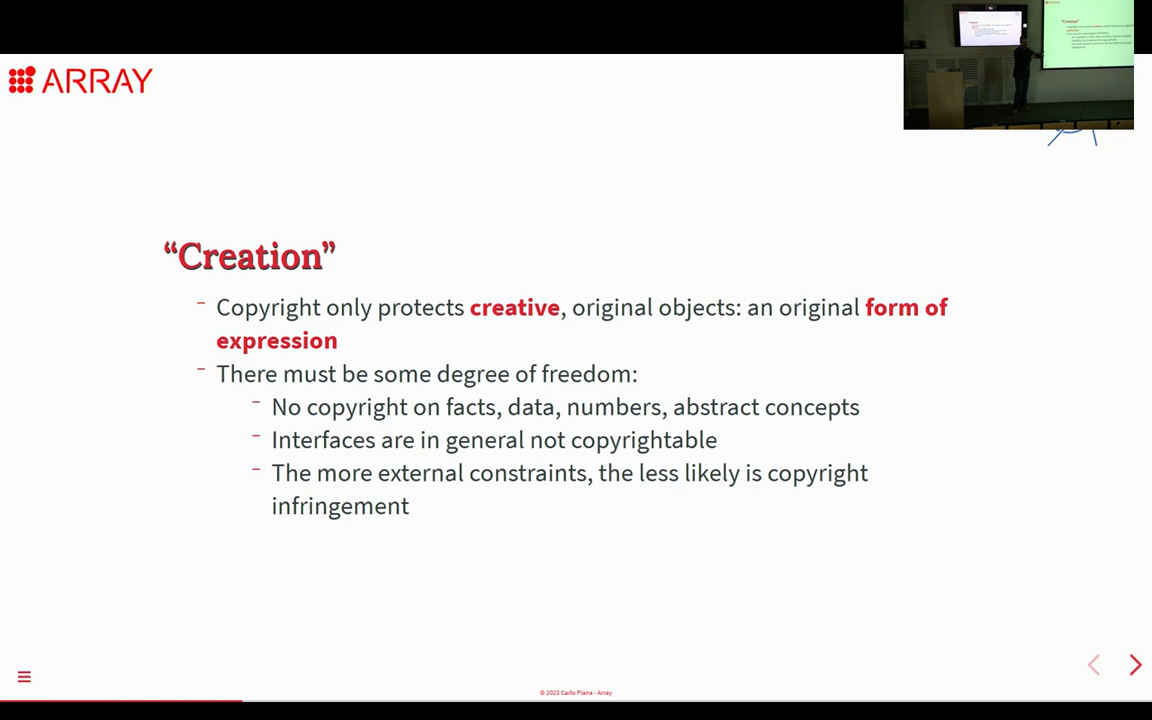 ARRAY
“Creation”
Copyright only protects creative, original objects: an original form of
expression
There must be some degree of freedom:
No copyright on facts, data, numbers, abstract concepts
Interfaces are in general not copyrightable
The more external constraints, the less likely is copyright
infringement
© 2023 Carlo Piana - Array